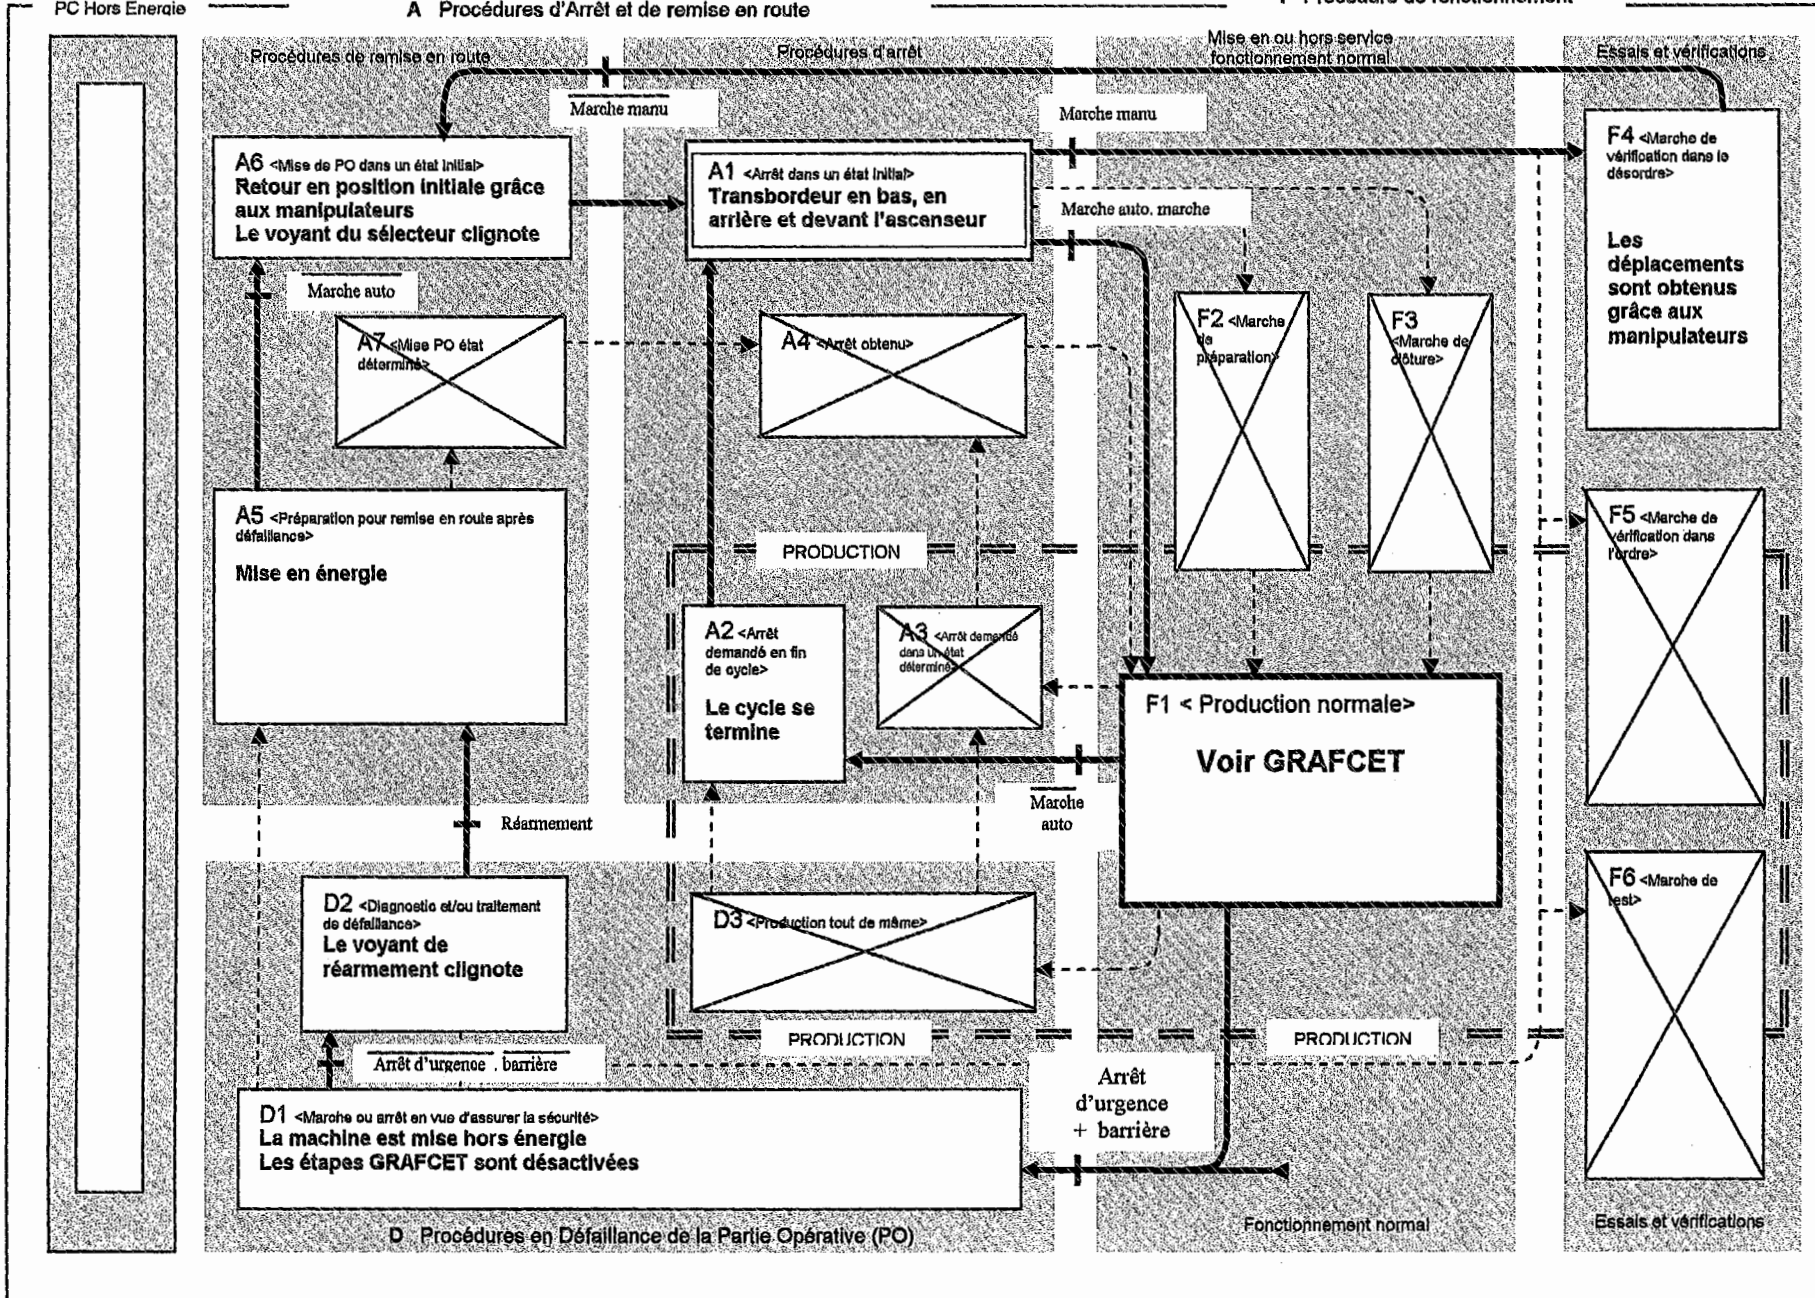 PC Hors Energie
A Procédures d'Arrêt et de remise en route
Procédures de remise en route
Procédures d'arrêt
Mise en ou hors service
fonctionnement normal
Essais et vérifications
Marche manu
Marche manu
A6 <Mise de PO dans un état Initial>
Retour en position initiale grâce
aux manipulateurs
Le voyant du sélecteur clignote
A1 <Arrêt dans un état Initial>
Transbordeur en bas, en
arrière et devant l'ascenseur
Marche auto. marche
F4 <Marche de
vérification dans le
désordre>
Les
déplacements
sont obtenus
grâce aux
manipulateurs
Marche auto
A7 <Mise PO état
déterminé>
A4 <Arrêt obtenu>
F2 <Marche
de
préparation>
F3
<Marche de
clôture>
A5 <Préparation pour remise en route après
défaillance>
Mise en énergie
PRODUCTION
F5 <Marche de
vérification dans
l'ordre>
A2 <Arrêt
demandé en fin
de cycle>
Le cycle se
termine
A3 <Arrêt demandé
dans un état
déterminé>
F1 < Production normale>
Voir GRAFCET
Marche
auto
Réarmement
D2 <Diagnostic et/ou traitement
de défaillance>
Le voyant de
réarmement clignote
D3 <Production tout de même>
F6 <Marche de
test>
PRODUCTION
PRODUCTION
Arrêt d'urgence . barrière
Arrêt
d'urgence
+ barrière
D1 <Marche ou arrêt en vue d'assurer la sécurité>
La machine est mise hors énergie
Les étapes GRAFCET sont désactivées
D Procédures en Défaillance de la Partie Opérative (PO)
Fonctionnement normal
Essais et vérifications